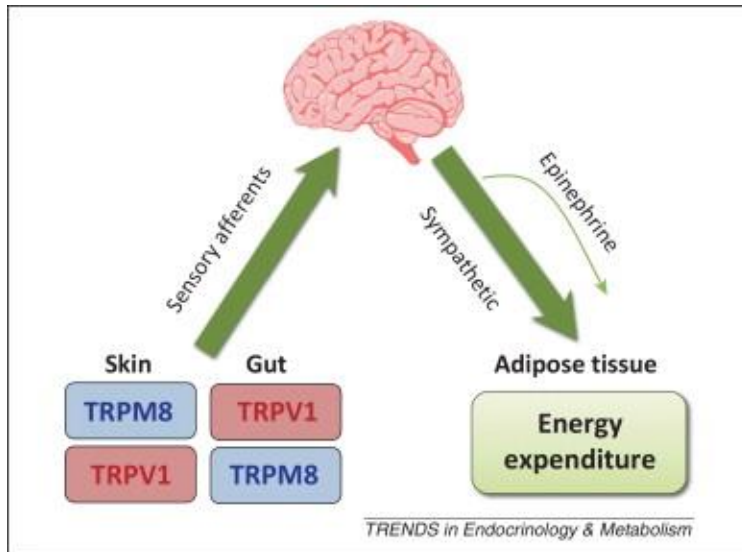 Sensory afferents
Sympathetic
Epinephrine
Skin
Gut
TRPM8
TRPV1
TRPV1
TRPM8
Adipose tissue
Energy
expenditure
TRENDS in Endocrinology & Metabolism